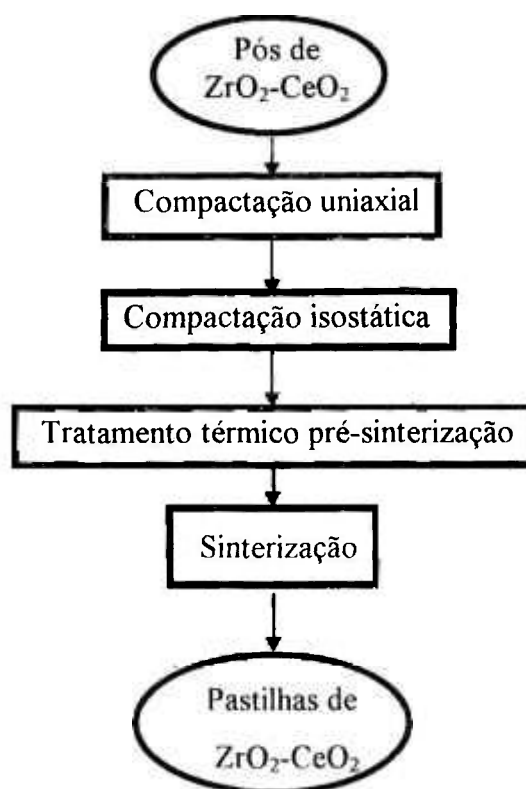 Pós de
ZrO₂-CeO₂
Compactação uniaxial
Compactação isostática
Tratamento térmico pré-sinterização
Sinterização
Pastilhas de
ZrO₂-CeO₂